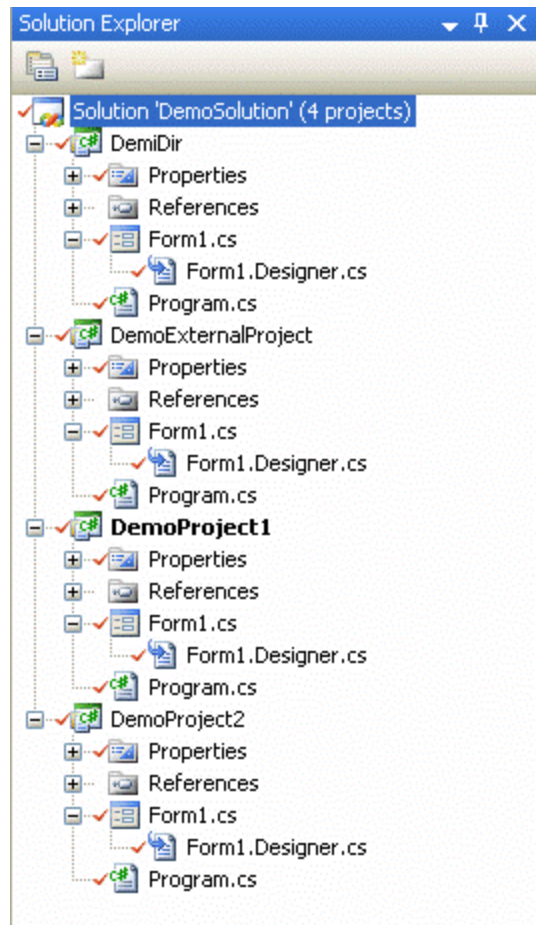 Solution Explorer
Solution 'DemoSolution' (4 projects)
DemiDir
Properties
References
Form1.cs
Form1.Designer.cs
Program.cs
DemoExternalProject
Properties
References
Form1.cs
Form1.Designer.cs
Program.cs
DemoProject1
Properties
References
Form1.cs
Form1.Designer.cs
Program.cs
DemoProject2
Properties
References
Form1.cs
Form1.Designer.cs
Program.cs